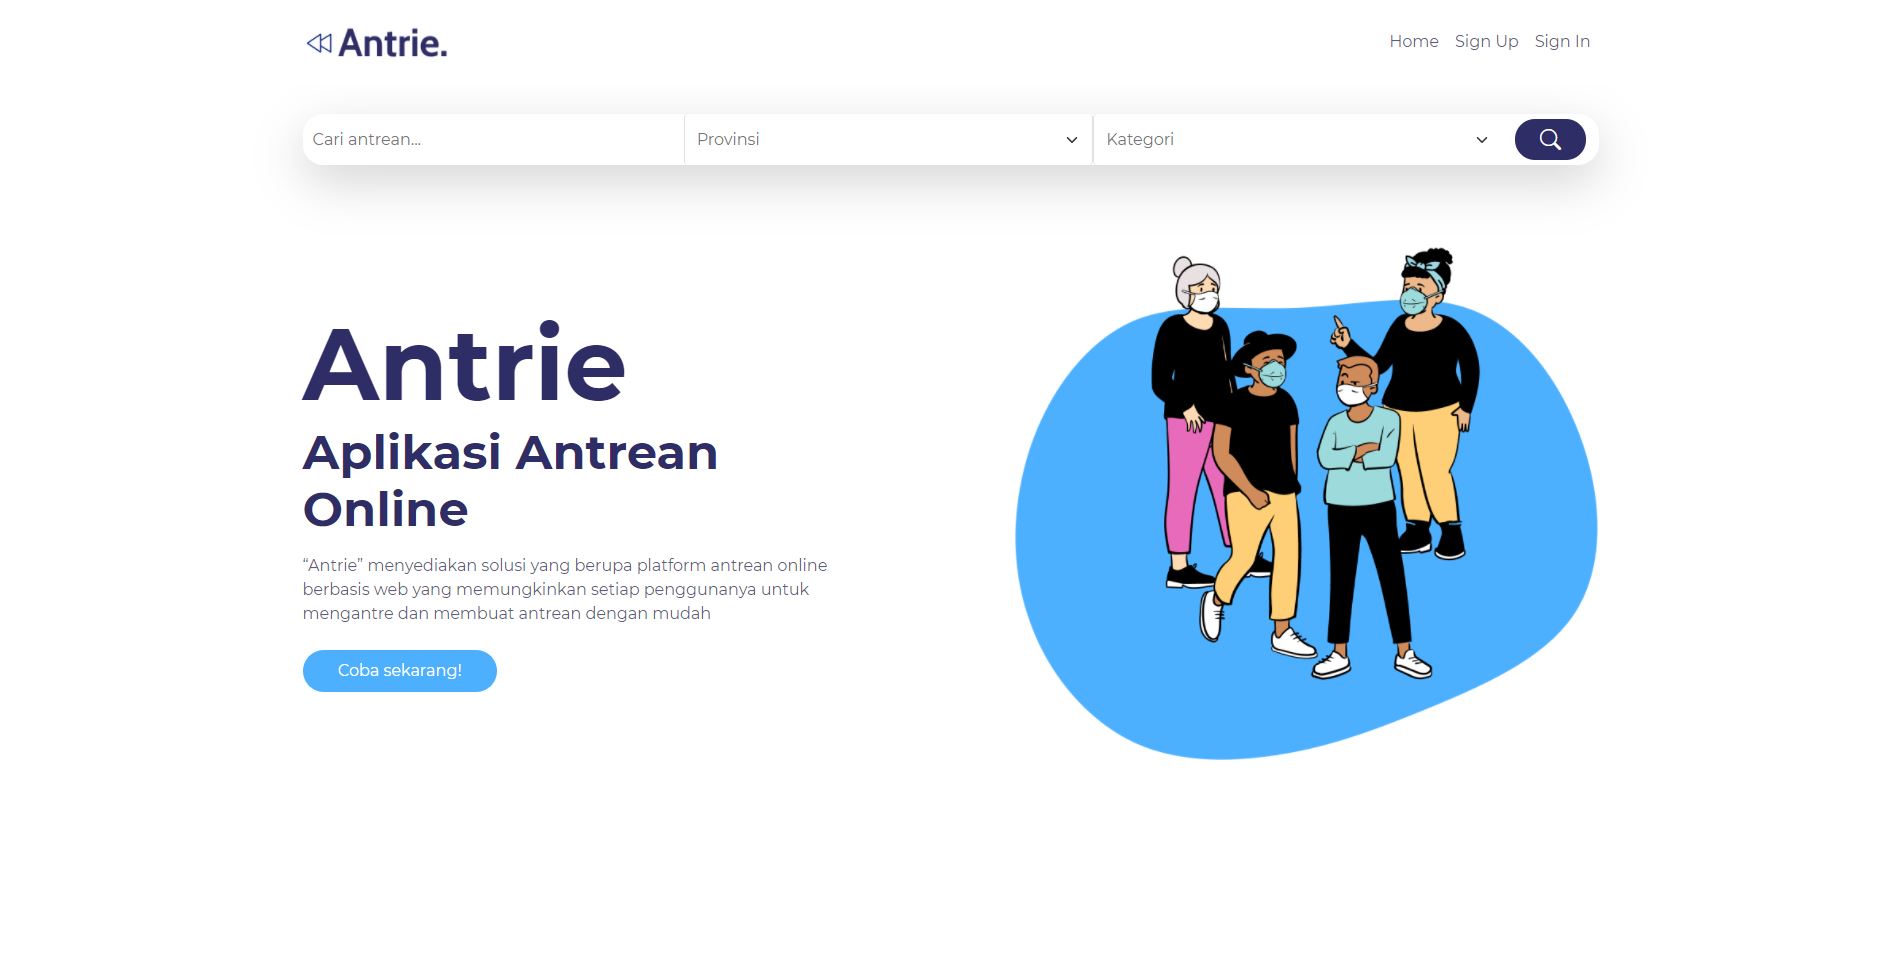 Antrie.
Home Sign Up Sign In
Cari antrean... Provinsi Kategori
Antrie
Aplikasi Antrean
Online
“Antrie” menyediakan solusi yang berupa platform antrean online
berbasis web yang memungkinkan setiap penggunanya untuk
mengantre dan membuat antrean dengan mudah
Coba sekarang!